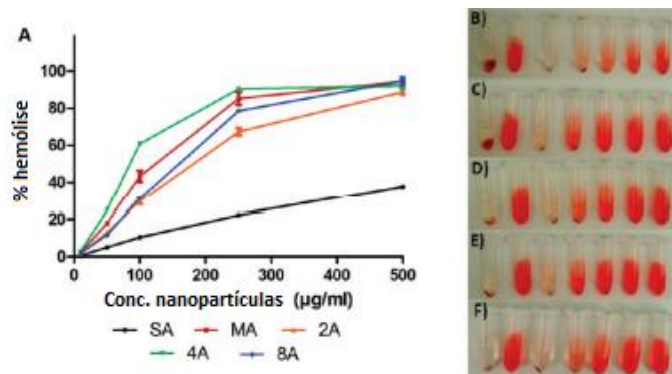 A
% hemólise
100
80
60
40
20
0
0
100
200
300
400
500
Conc. nanopartículas (µg/ml)
SA
MA
2A
4A
8A
B)
C)
D)
E)
F)